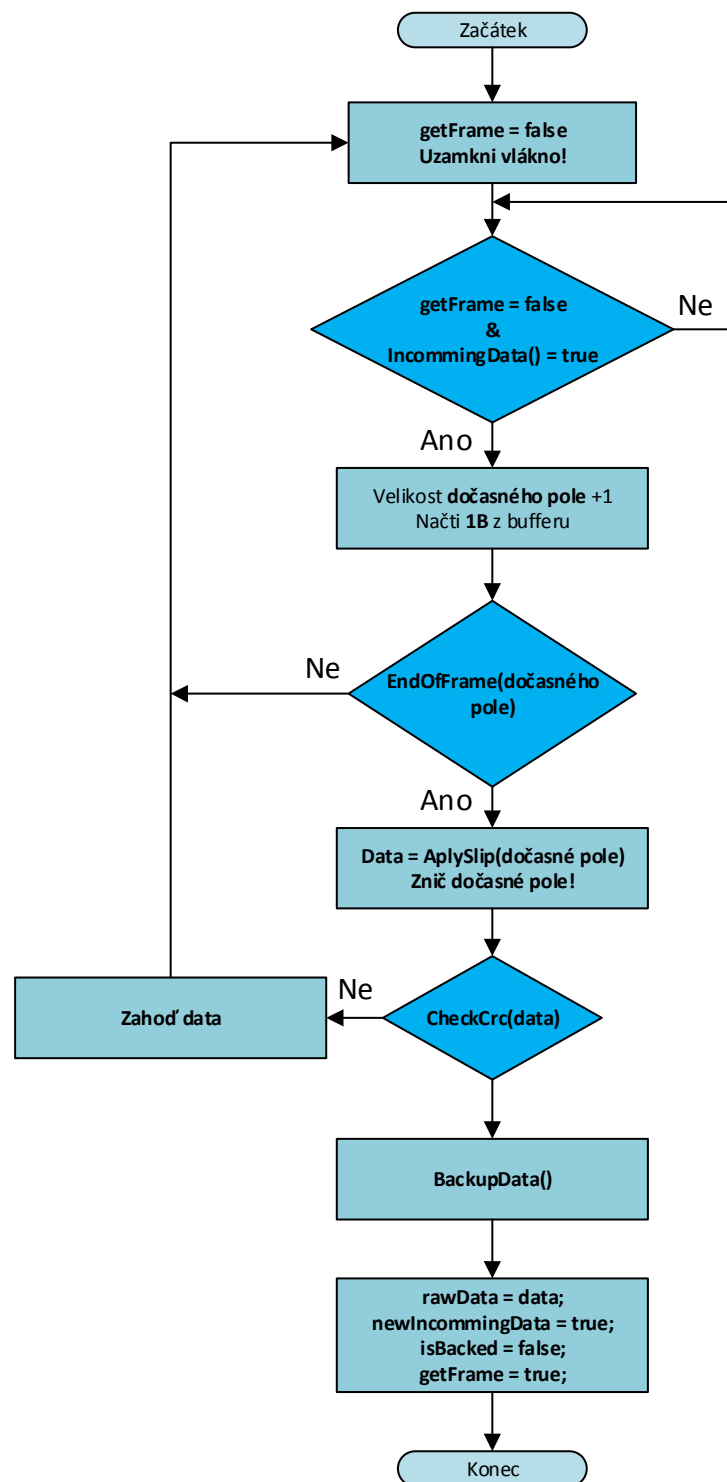 Začátek
getFrame = false
Uzamkni vlákno!
getFrame = false
&
IncommingData() = true
Ne
Ano
Velikost dočasného pole +1
Načti 1B z bufferu
Ne
EndOfFrame(dočasného
pole)
Ano
Data = AplySlip(dočasné pole)
Znič dočasné pole!
Ne
Zahoď data
CheckCrc(data)
BackupData()
rawData = data;
newIncommingData = true;
isBacked = false;
getFrame = true;
Konec